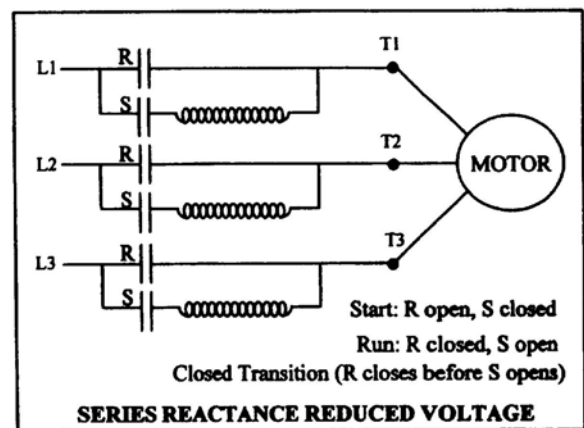 T1
L1 R
S
T2
L2 R
S
MOTOR
T3
L3 R
S
Start: R open, S closed
Run: R closed, S open
Closed Transition (R closes before S opens)
SERIES REACTANCE REDUCED VOLTAGE